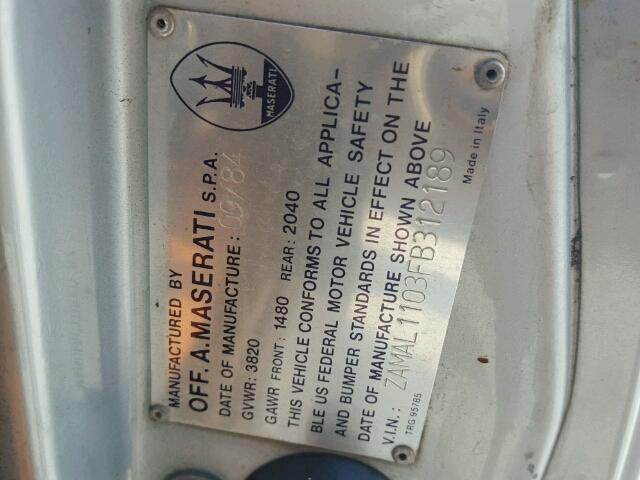 MASERATI
MANUFACTURED BY
OFF. A. MASERATI S.P.A.
DATE OF MANUFACTURE: 09/84
GVWR: 3820
GAWR FRONT: 1480 REAR: 2040
THIS VEHICLE CONFORMS TO ALL APPLICA-
BLE US FEDERAL MOTOR VEHICLE SAFETY
AND BUMPER STANDARDS IN EFFECT ON THE
DATE OF MANUFACTURE SHOWN ABOVE
V.I.N.: ZAMAL1103FB312189
TRG 95785 Made in Italy